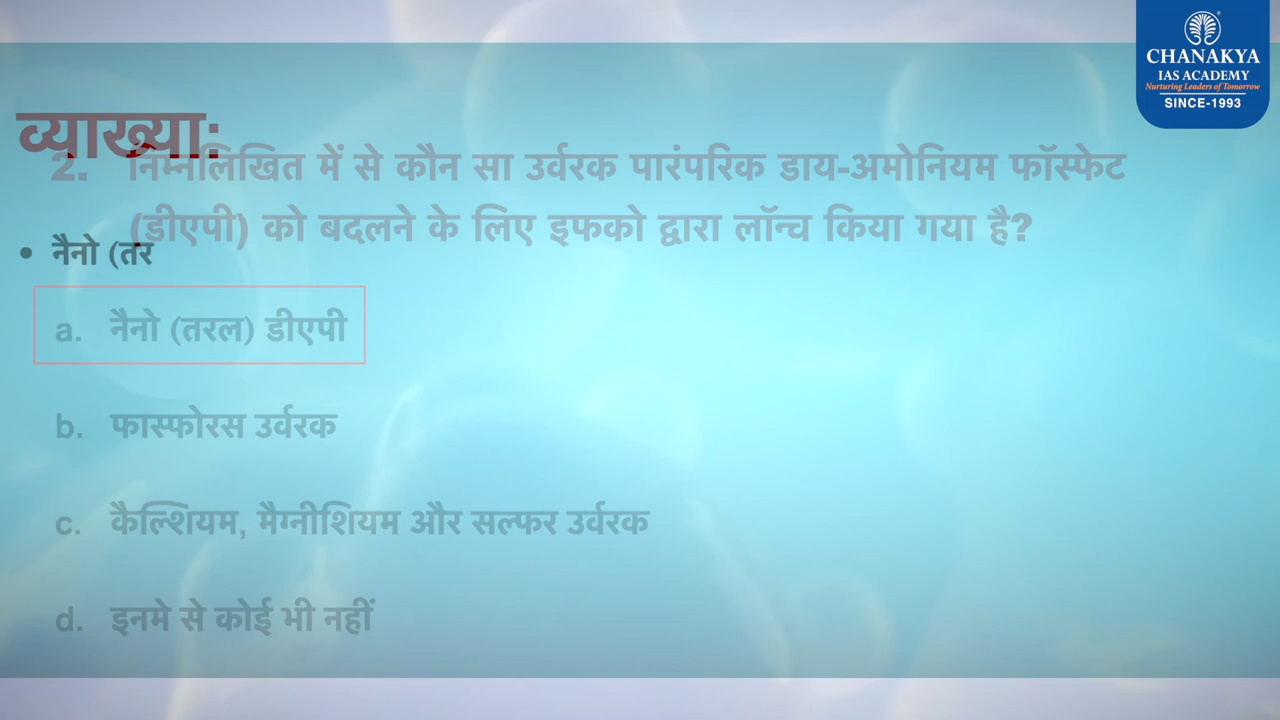 CHANAKYA
IAS ACADEMY
Nurturing Leaders of Tomorrow
SINCE-1993
व्याख्या:
2. निम्नलिखित में से कौन सा उर्वरक पारंपरिक डाय-अमोनियम फॉस्फेट
(डीएपी) को बदलने के लिए इफको द्वारा लॉन्च किया गया है?
• नैनो (तर
a. नैनो (तरल) डीएपी
b. फास्फोरस उर्वरक
c. कैल्शियम, मैग्नीशियम और सल्फर उर्वरक
d. इनमे से कोई भी नहीं